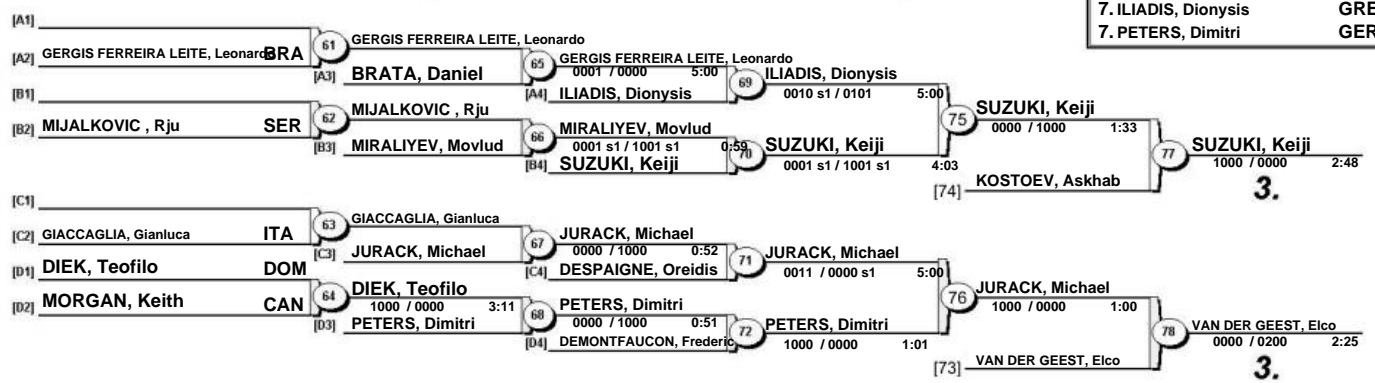 7. ILIADIS, Dionysis GRE
7. PETERS, Dimitri GER
[A1]
[A2] GERGIS FERREIRA LEITE, Leonardo BRA
61
GERGIS FERREIRA LEITE, Leonardo
[A3] BRATA, Daniel
65
GERGIS FERREIRA LEITE, Leonardo
0001 / 0000 5:00
[A4] ILIADIS, Dionysis
69
ILIADIS, Dionysis
0010 s1 / 0101 5:00
[B1]
[B2] MIJALKOVIC , Rju SER
62
MIJALKOVIC , Rju
[B3] MIRALIYEV, Movlud
66
MIRALIYEV, Movlud
0001 s1 / 1001 s1 0:59
[B4] SUZUKI, Keiji
70
SUZUKI, Keiji
0001 s1 / 1001 s1 4:03
75
SUZUKI, Keiji
0000 / 1000 1:33
[74] KOSTOEV, Askhab
77
SUZUKI, Keiji
1000 / 0000 2:48
3.
[C1]
[C2] GIACCAGLIA, Gianluca ITA
63
GIACCAGLIA, Gianluca
[C3] JURACK, Michael
67
JURACK, Michael
0000 / 1000 0:52
[C4] DESPAIGNE, Oreidis
71
JURACK, Michael
0011 / 0000 s1 5:00
[D1] DIEK, Teofilo DOM
[D2] MORGAN, Keith CAN
64
DIEK, Teofilo
1000 / 0000 3:11
[D3] PETERS, Dimitri
68
PETERS, Dimitri
0000 / 1000 0:51
[D4] DEMONTFAUCON, Frederic
72
PETERS, Dimitri
1000 / 0000 1:01
76
JURACK, Michael
1000 / 0000 1:00
[73] VAN DER GEEST, Elco
78
VAN DER GEEST, Elco
0000 / 0200 2:25
3.